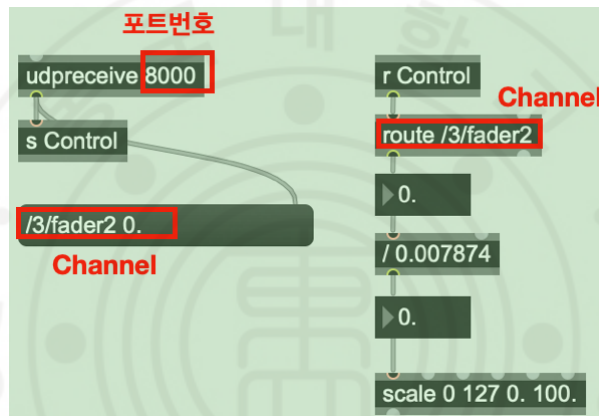 포트번호
udpreceive 8000
s Control
/3/fader2 0.
Channel
r Control
Channel
route /3/fader2
0.
/ 0.007874
0.
scale 0 127 0. 100.